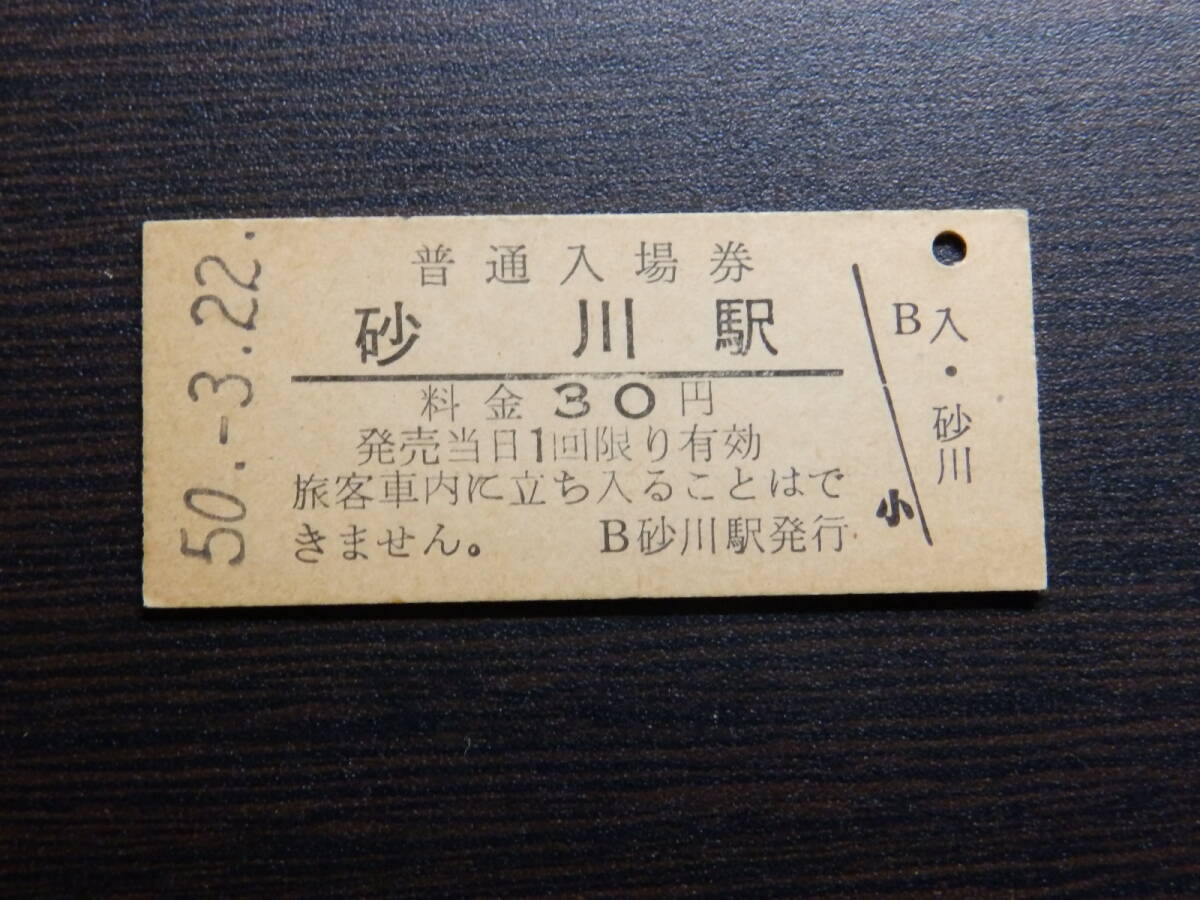 50.-3.22.
普通入場券
砂川駅
料金30円
発売当日1回限り有効
旅客車内に立ち入ることはで
きません。 B砂川駅発行
小
B
入・砂川